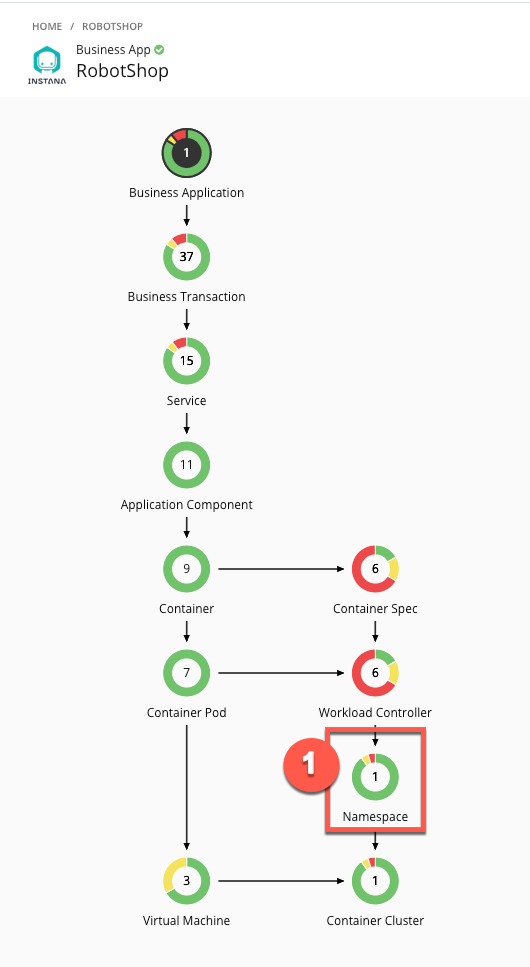 HOME / ROBOTSHOP
Business App
RobotShop
INSTANA
1
Business Application
37
Business Transaction
15
Service
11
Application Component
9
6
Container
Container Spec
7
6
Container Pod
Workload Controller
1
1
Namespace
3
1
Virtual Machine
Container Cluster